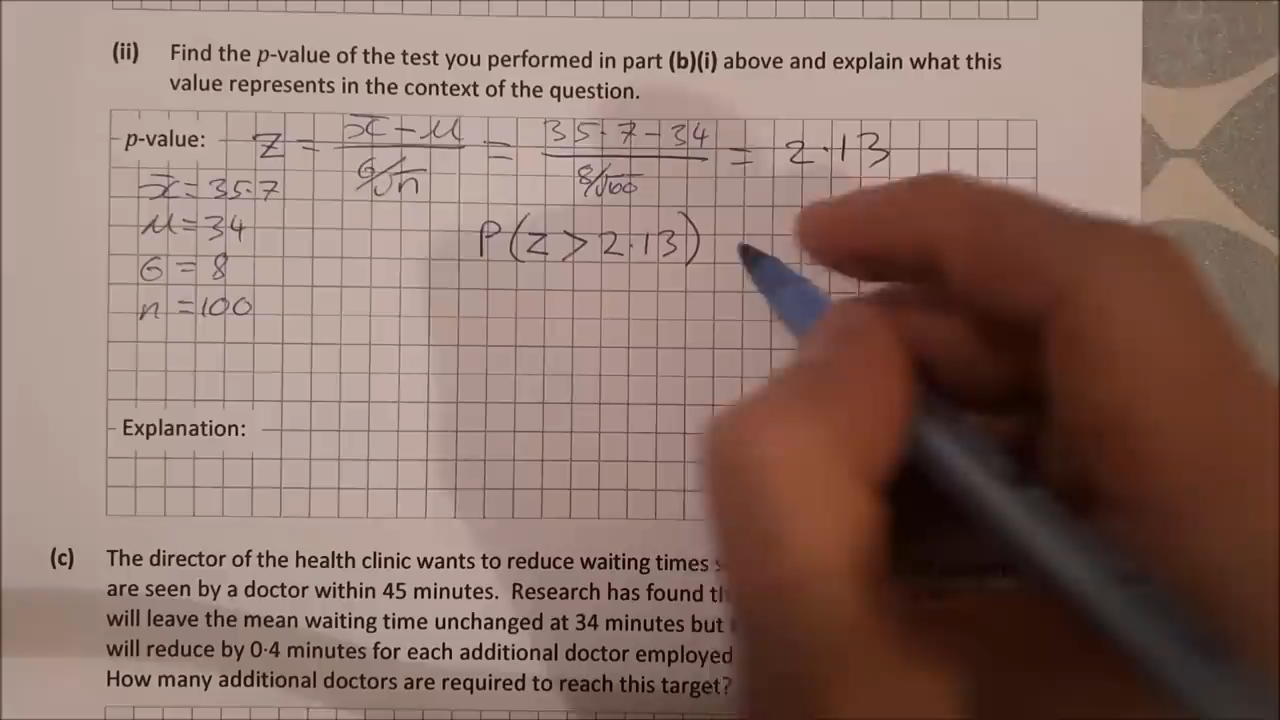 (ii) Find the p-value of the test you performed in part (b)(i) above and explain what this
value represents in the context of the question.
p-value: z = x̄ - μ / σ/√n = 35·7 - 34 / 8/√100 = 2·13
x̄ = 35·7
μ = 34
P(z > 2·13)
σ = 8
n = 100
Explanation:
(c) The director of the health clinic wants to reduce waiting times
are seen by a doctor within 45 minutes. Research has found
will leave the mean waiting time unchanged at 34 minutes but
will reduce by 0·4 minutes for each additional doctor employed
How many additional doctors are required to reach this target?